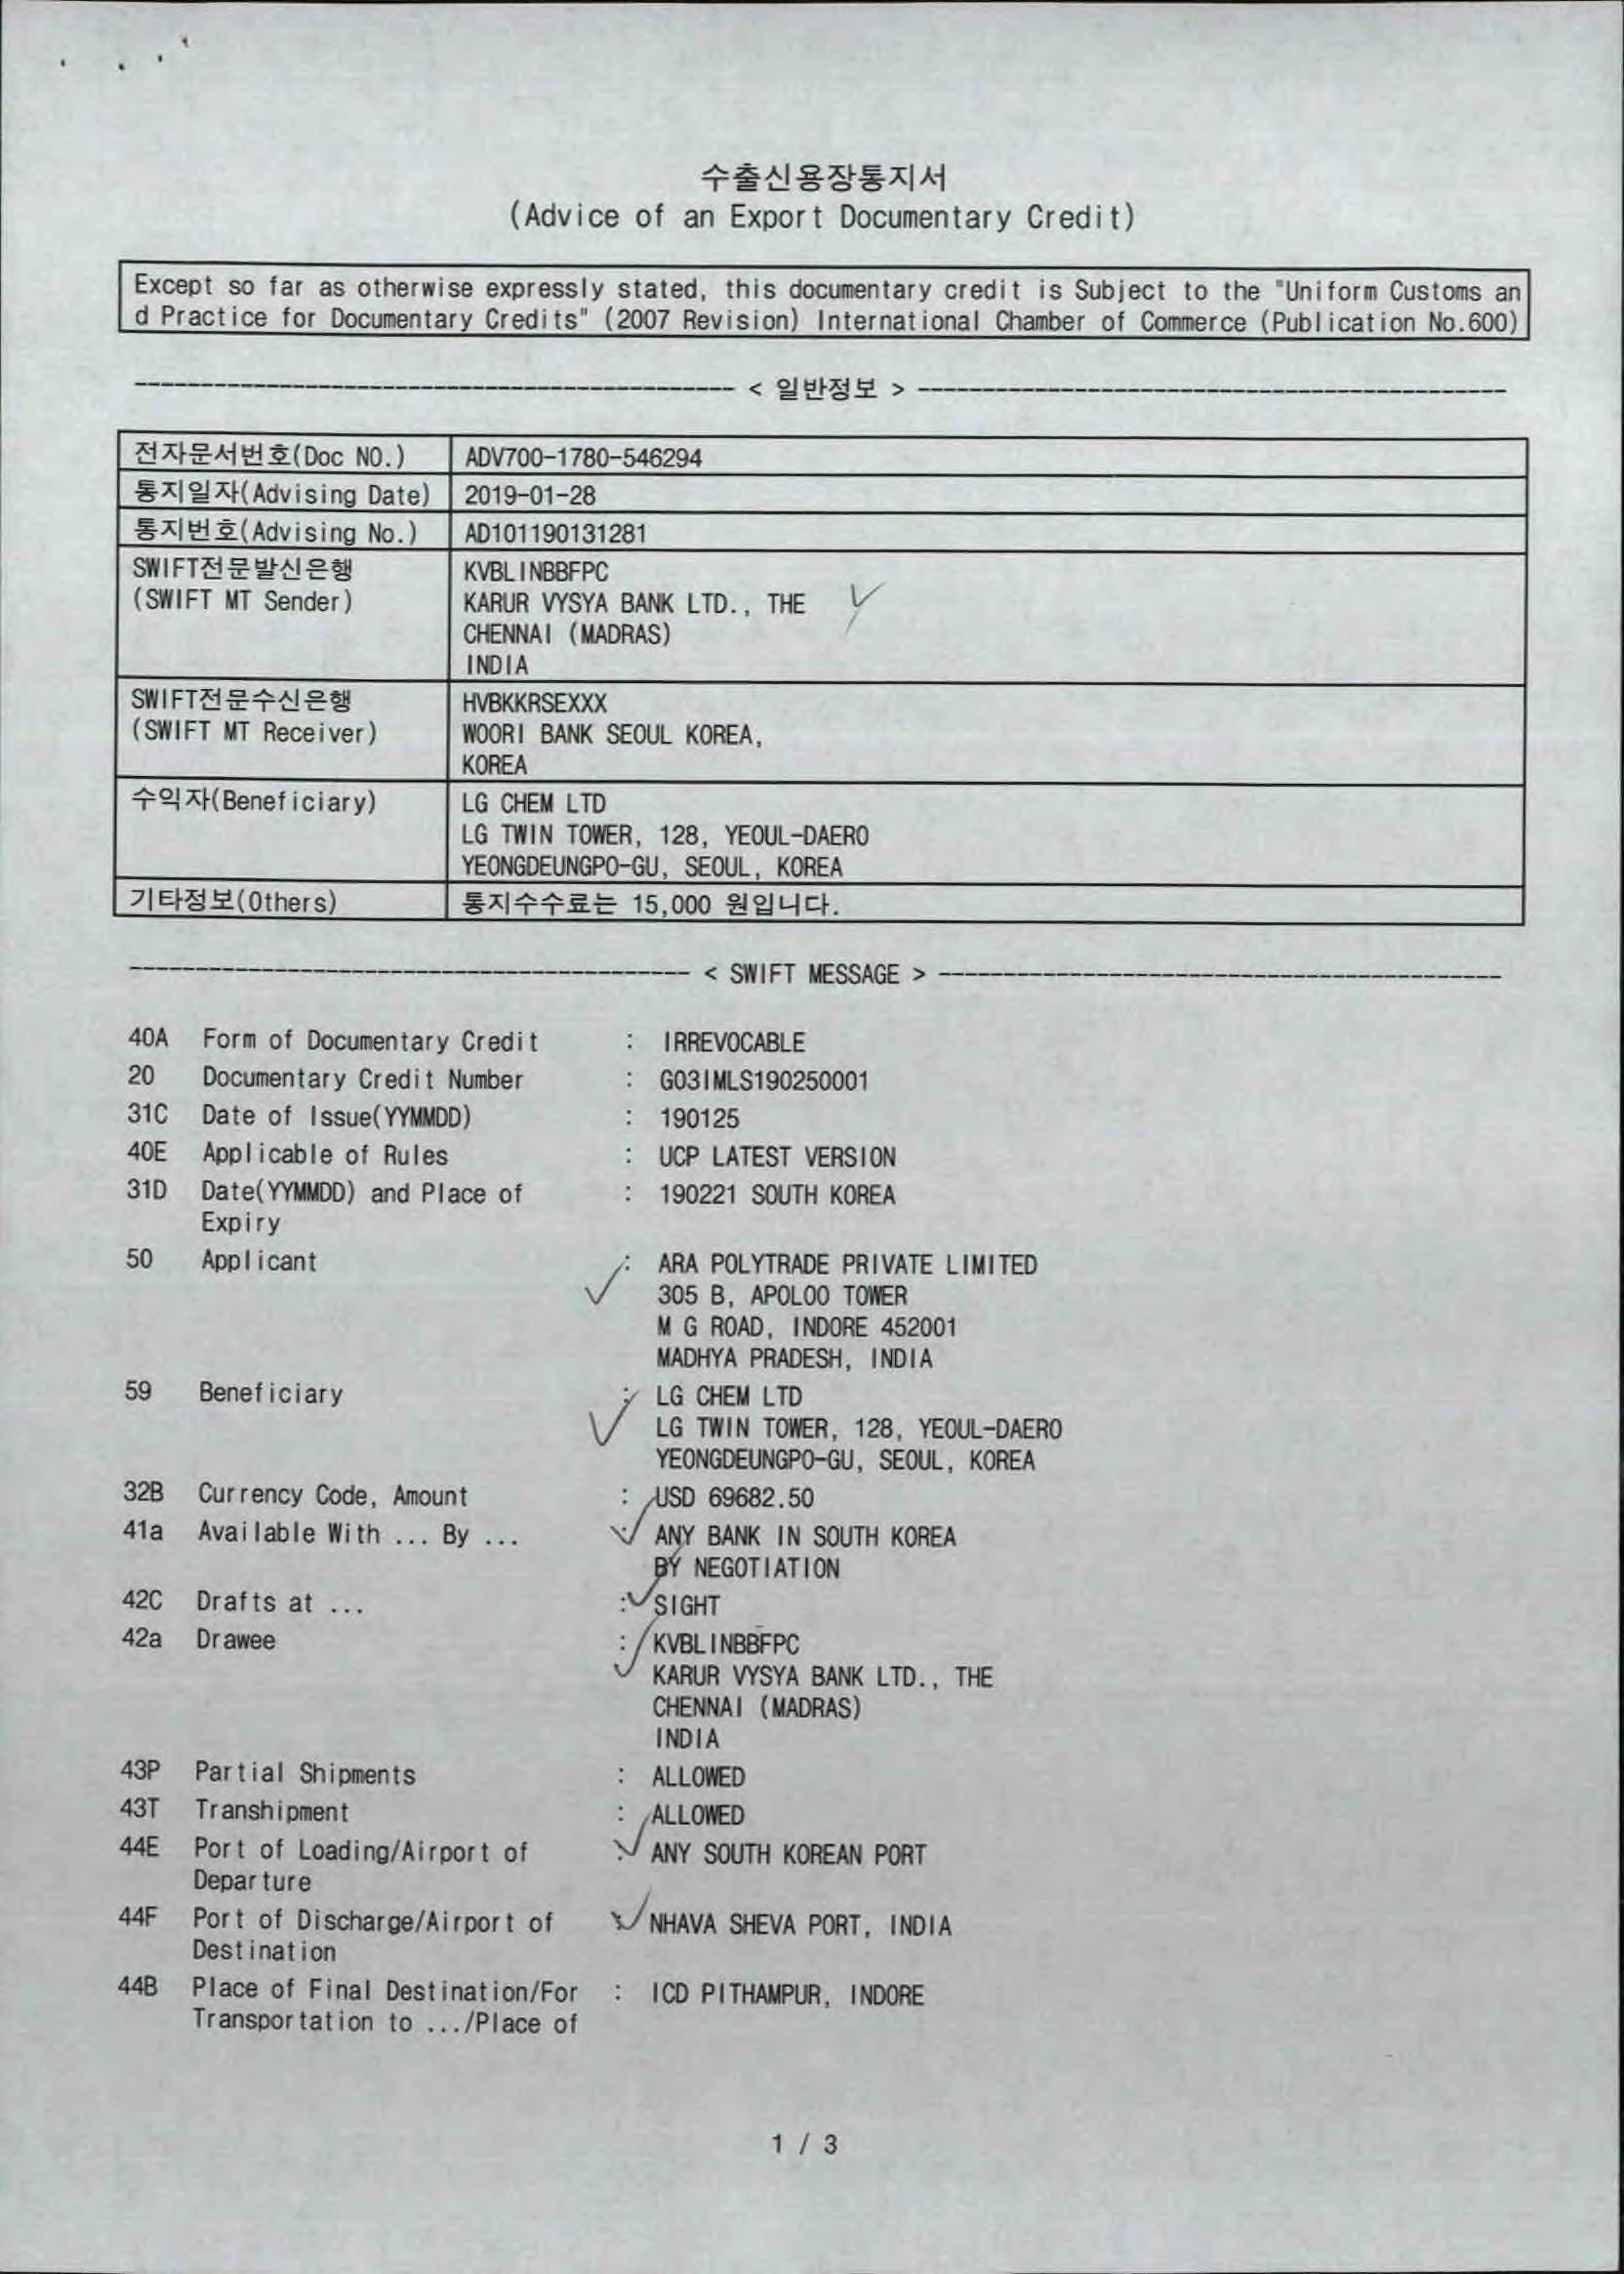 수출신용장통지서
(Advice of an Export Documentary Credit)
Except so far as otherwise expressly stated, this documentary credit is Subject to the "Uniform Customs an
d Practice for Documentary Credits" (2007 Revision) International Chamber of Commerce (Publication No.600)
< 일반정보 >
전자문서번호(Doc NO.) ADV700-1780-546294
통지일자(Advising Date) 2019-01-28
통지번호(Advising No.) AD101190131281
SWIFT전문발신은행 KVBLINBBFPC
(SWIFT MT Sender) KARUR VYSYA BANK LTD., THE
CHENNAI (MADRAS)
INDIA
SWIFT전문수신은행 HVBKKRSEXXX
(SWIFT MT Receiver) WOORI BANK SEOUL KOREA,
KOREA
수익자(Beneficiary) LG CHEM LTD
LG TWIN TOWER, 128, YEOUL-DAERO
YEONGDEUNGPO-GU, SEOUL, KOREA
기타정보(Others) 통지수수료는 15,000 원입니다.
< SWIFT MESSAGE >
40A Form of Documentary Credit : IRREVOCABLE
20 Documentary Credit Number : G03IMLS190250001
31C Date of Issue(YYMMDD) : 190125
40E Applicable of Rules : UCP LATEST VERSION
31D Date(YYMMDD) and Place of : 190221 SOUTH KOREA
Expiry
50 Applicant : ARA POLYTRADE PRIVATE LIMITED
305 B, APOLOO TOWER
M G ROAD, INDORE 452001
MADHYA PRADESH, INDIA
59 Beneficiary : LG CHEM LTD
LG TWIN TOWER, 128, YEOUL-DAERO
YEONGDEUNGPO-GU, SEOUL, KOREA
32B Currency Code, Amount : USD 69682.50
41a Available With ... By ... : ANY BANK IN SOUTH KOREA
BY NEGOTIATION
42C Drafts at ... : SIGHT
42a Drawee : KVBLINBBFPC
KARUR VYSYA BANK LTD., THE
CHENNAI (MADRAS)
INDIA
43P Partial Shipments : ALLOWED
43T Transhipment : ALLOWED
44E Port of Loading/Airport of : ANY SOUTH KOREAN PORT
Departure
44F Port of Discharge/Airport of : NHAVA SHEVA PORT, INDIA
Destination
44B Place of Final Destination/For : ICD PITHAMPUR, INDORE
Transportation to .../Place of
1 / 3